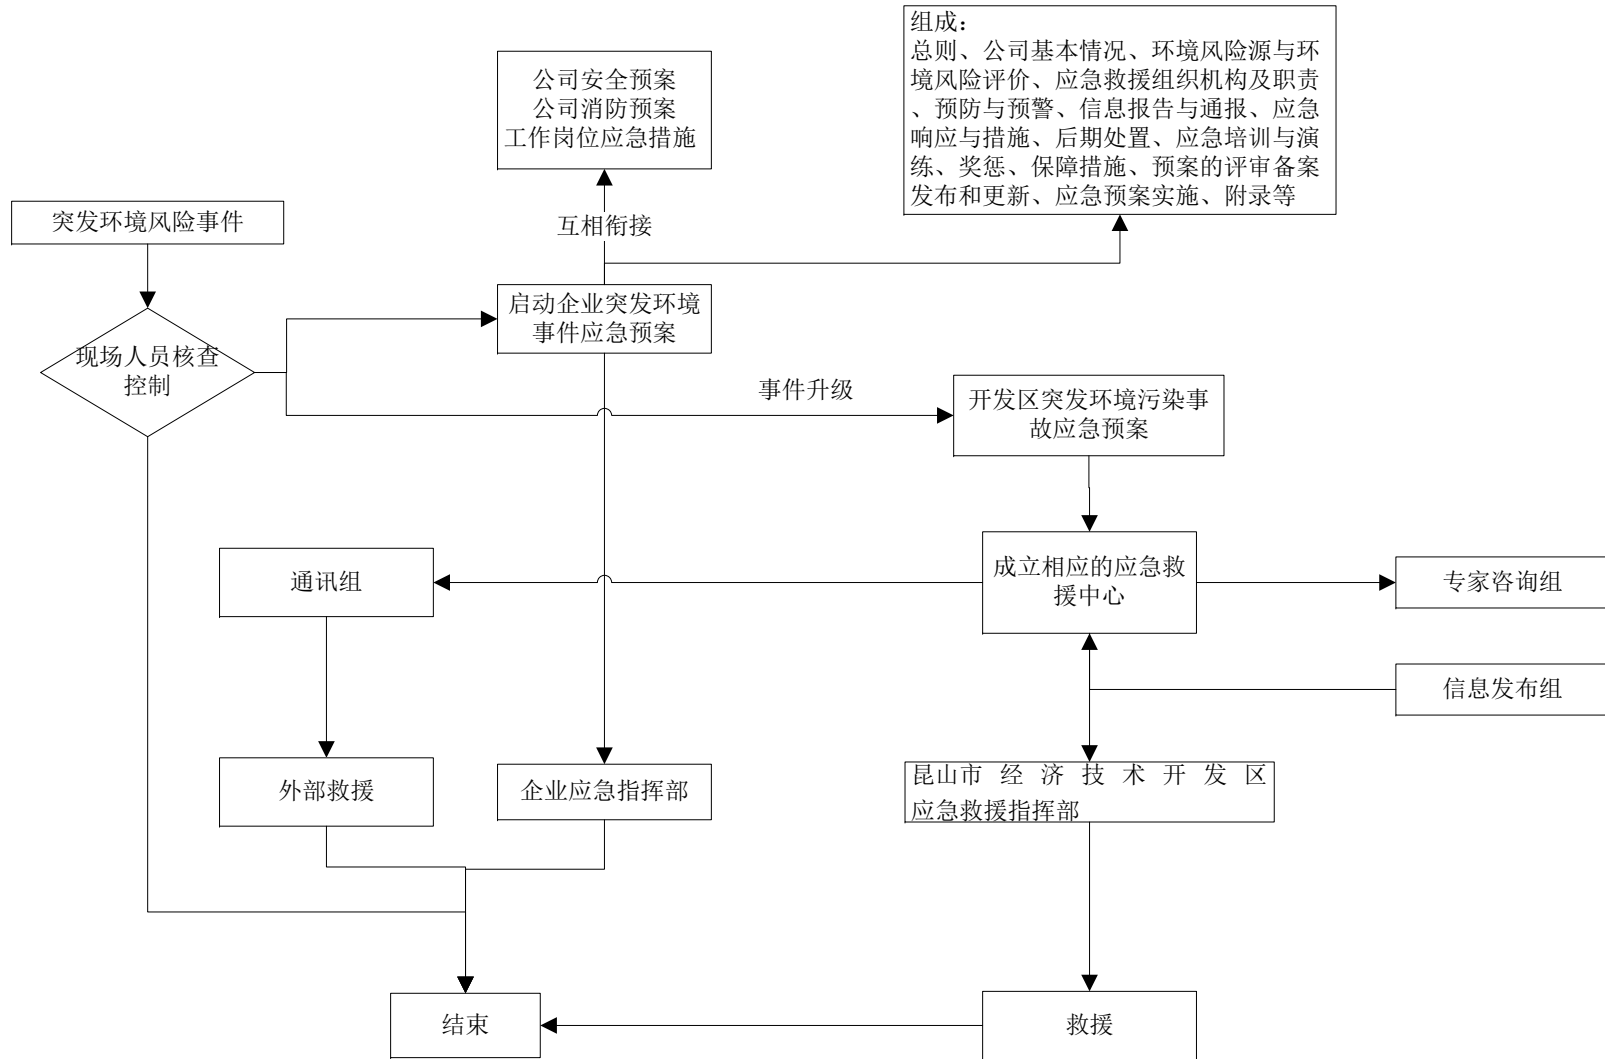 组成：
总则、公司基本情况、环境风险源与环
境风险评价、应急救援组织机构及职责
、预防与预警、信息报告与通报、应急
响应与措施、后期处置、应急培训与演
练、奖惩、保障措施、预案的评审备案
发布和更新、应急预案实施、附录等
公司安全预案
公司消防预案
工作岗位应急措施
突发环境风险事件
互相衔接
启动企业突发环境
事件应急预案
现场人员核查
控制
事件升级
开发区突发环境污染事
故应急预案
通讯组
成立相应的应急救
援中心
专家咨询组
信息发布组
外部救援
企业应急指挥部
昆山市 经 济 技 术 开 发 区
应急救援指挥部
结束
救援